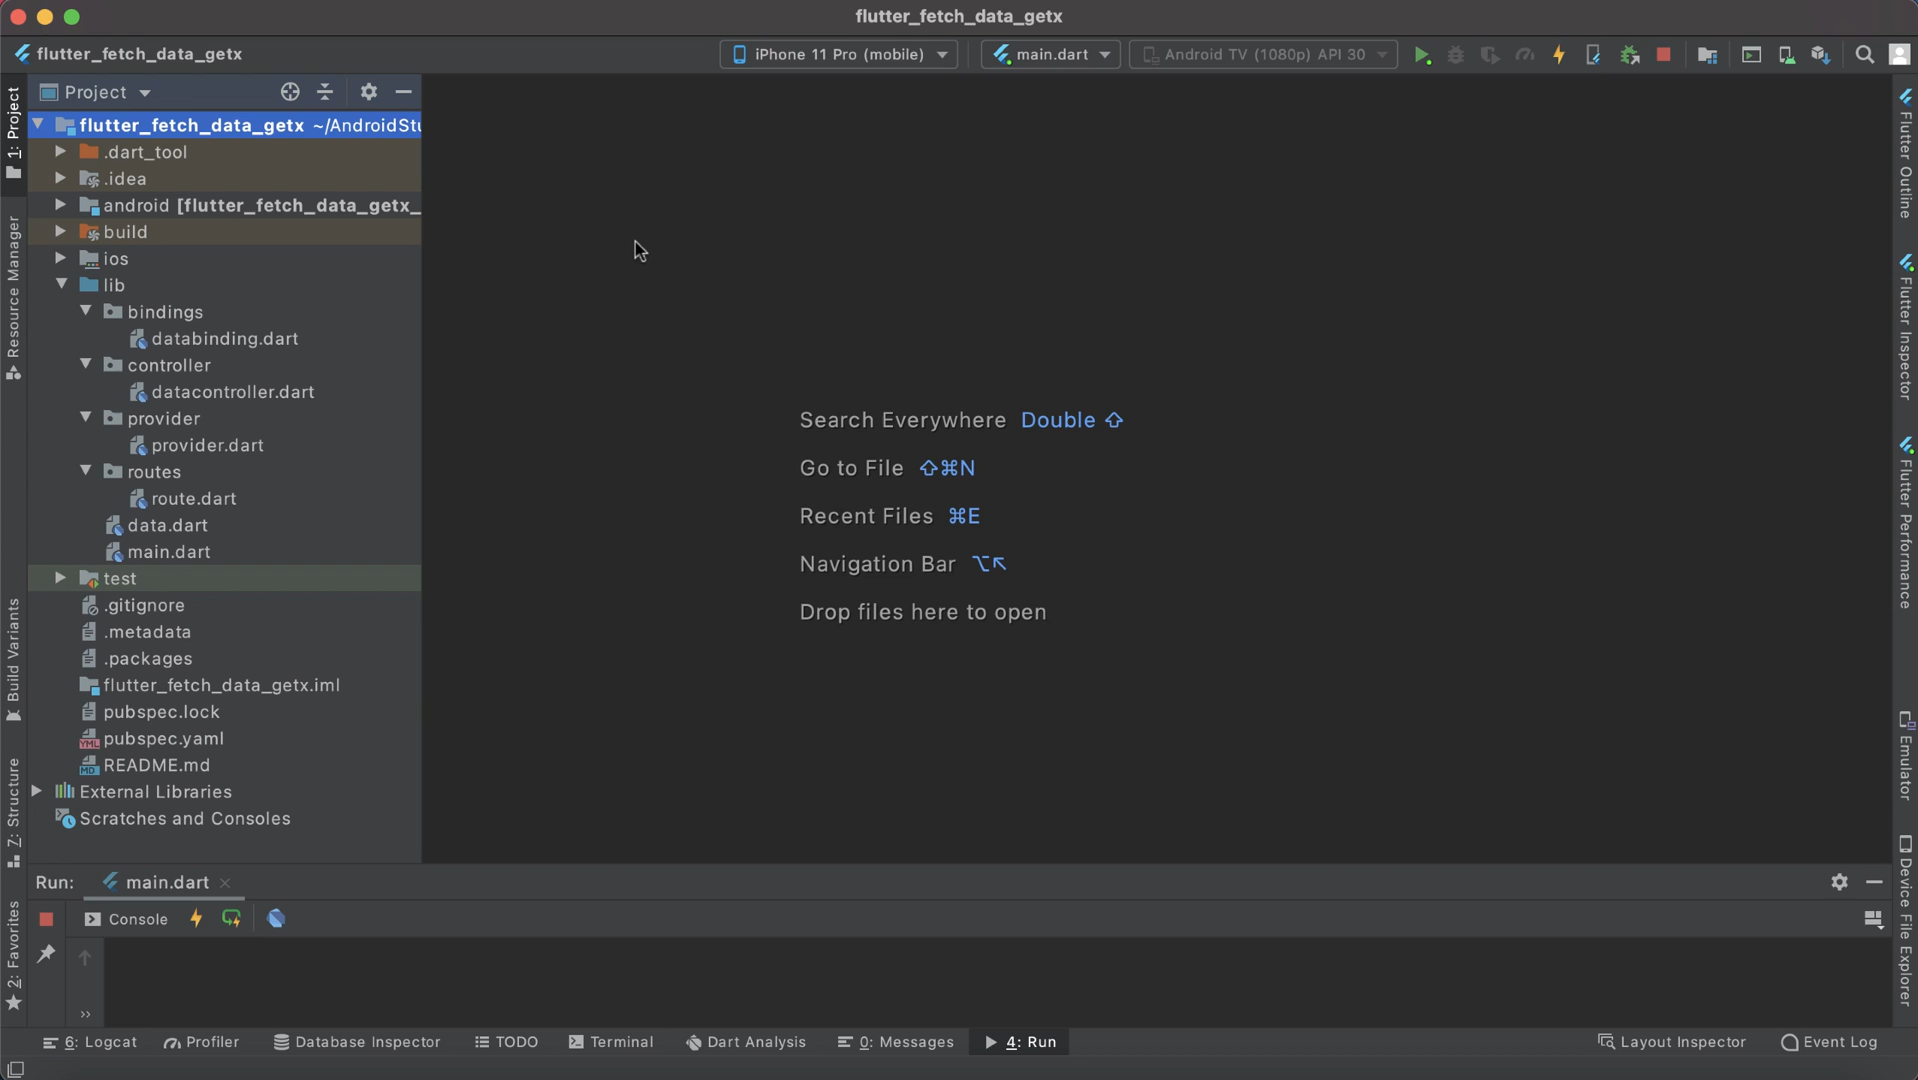 flutter_fetch_data_getx
flutter_fetch_data_getx
iPhone 11 Pro (mobile)
main.dart
Android TV (1080p) API 30
Project
flutter_fetch_data_getx ~/AndroidStu
.dart_tool
.idea
android [flutter_fetch_data_getx_
build
ios
lib
bindings
databinding.dart
controller
datacontroller.dart
provider
provider.dart
routes
route.dart
data.dart
main.dart
test
.gitignore
.metadata
.packages
flutter_fetch_data_getx.iml
pubspec.lock
YML
pubspec.yaml
MD
README.md
External Libraries
Scratches and Consoles
1: Project
Resource Manager
Build Variants
Z: Structure
2: Favorites
Search Everywhere Double ⇧
Go to File ⇧⌘N
Recent Files ⌘E
Navigation Bar ⌥↖
Drop files here to open
Flutter Outline
Flutter Inspector
Flutter Performance
Emulator
Device File Explorer
Run:
main.dart
Console
6: Logcat
Profiler
Database Inspector
TODO
Terminal
Dart Analysis
0: Messages
4: Run
Layout Inspector
Event Log